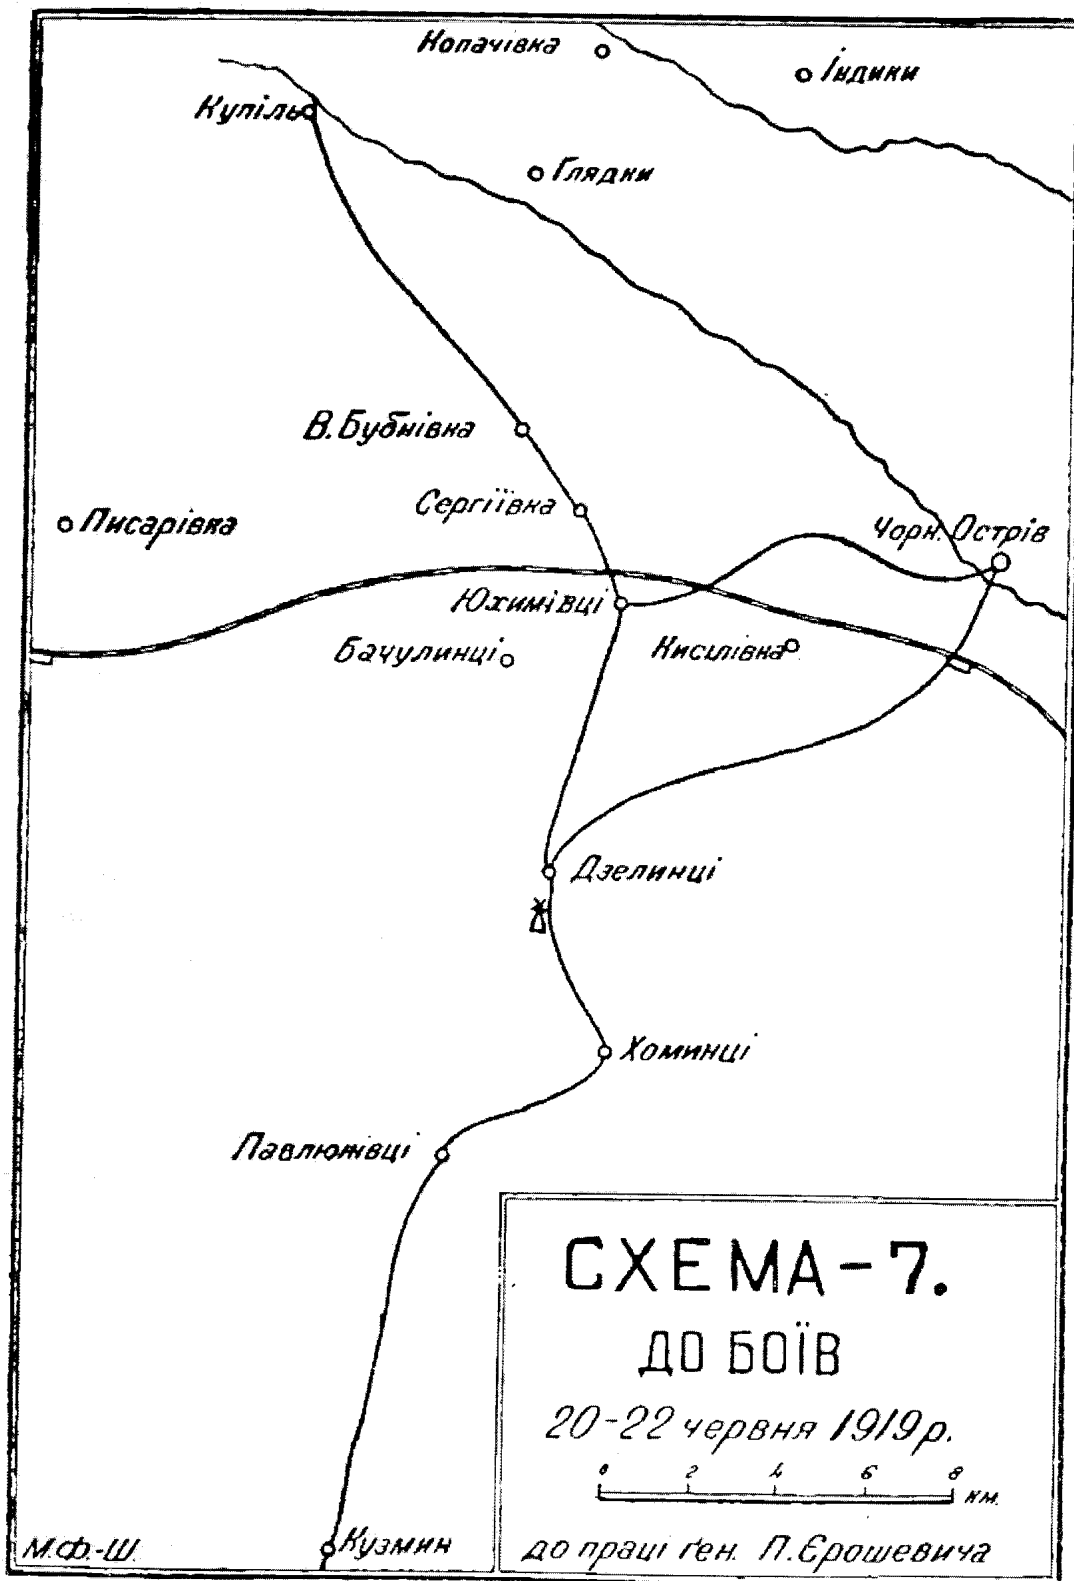 Копачівка
Індики
Купіль
Глядки
В. Бубнівка
Сергіївка
Писарівка
Чорн. Острів
Юхимівці
Бачулинці
Кисилівка
Дзелинці
Хоминці
Павлюківці
СХЕМА-7.
ДО БОЇВ
20-22 червня 1919 р.
0 2 4 6 8
км.
М.Ф.-Ш.
Кузмин
до праці ґен. П. Єрошевича